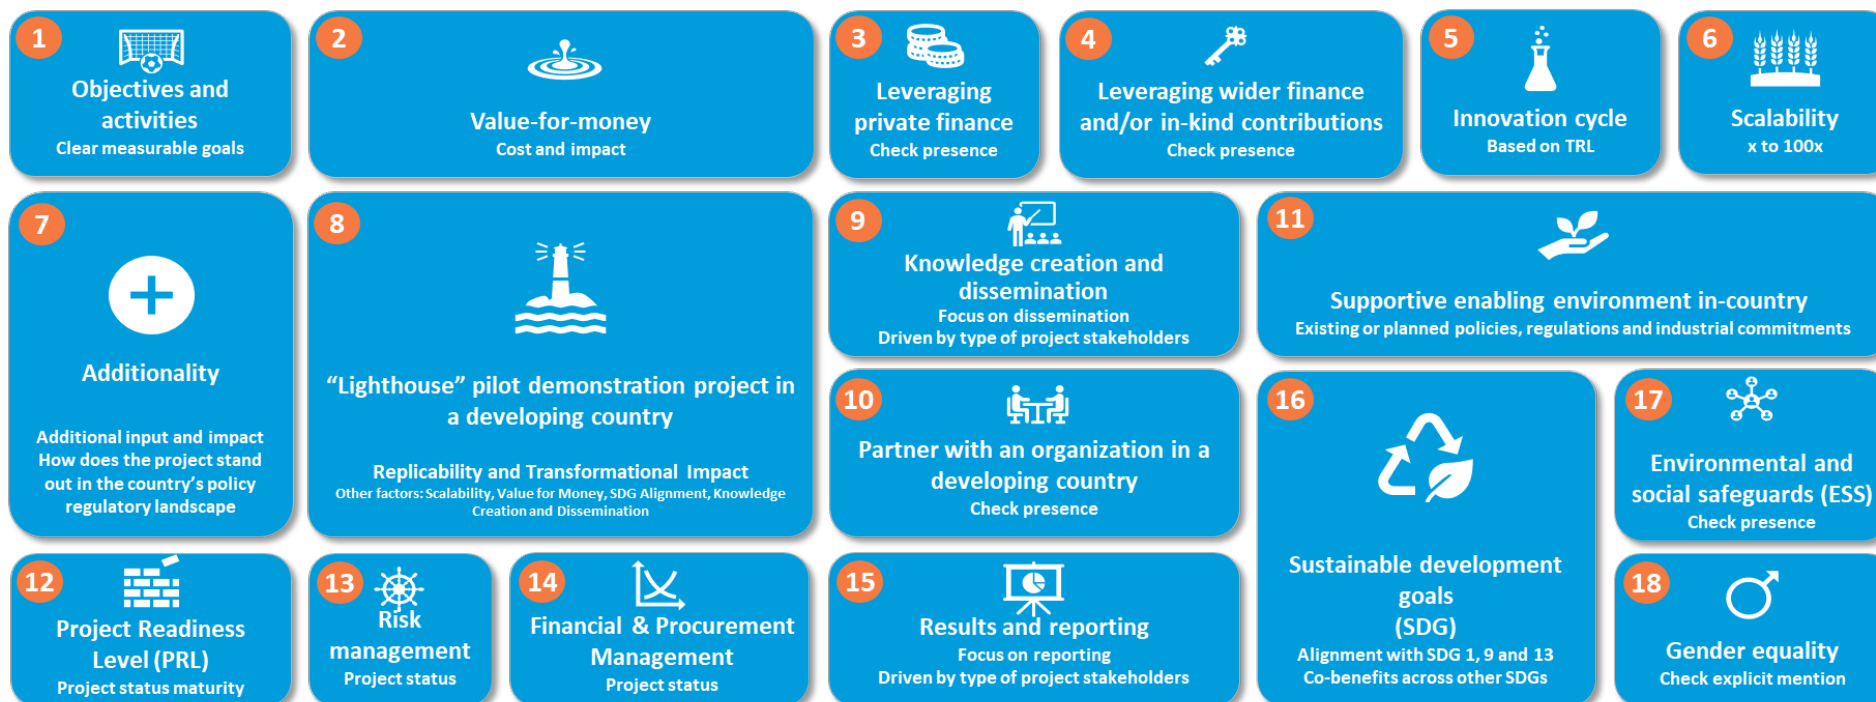 1
Objectives and
activities
Clear measurable goals
2
Value-for-money
Cost and impact
3
Leveraging
private finance
Check presence
4
Leveraging wider finance
and/or in-kind contributions
Check presence
5
Innovation cycle
Based on TRL
6
Scalability
x to 100x
7
Additionality
Additional input and impact
How does the project stand
out in the country's policy
regulatory landscape
8
“Lighthouse” pilot demonstration project in
a developing country
Replicability and Transformational Impact
Other factors: Scalability, Value for Money, SDG Alignment, Knowledge
Creation and Dissemination
9
Knowledge creation and
dissemination
Focus on dissemination
Driven by type of project stakeholders
10
Partner with an organization in a
developing country
Check presence
11
Supportive enabling environment in-country
Existing or planned policies, regulations and industrial commitments
12
Project Readiness
Level (PRL)
Project status maturity
13
Risk
management
Project status
14
Financial & Procurement
Management
Project status
15
Results and reporting
Focus on reporting
Driven by type of project stakeholders
16
Sustainable development
goals
(SDG)
Alignment with SDG 1, 9 and 13
Co-benefits across other SDGs
17
Environmental and
social safeguards (ESS)
Check presence
18
Gender equality
Check explicit mention